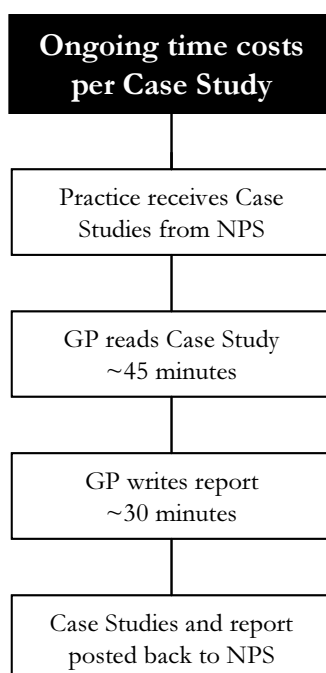 Ongoing time costs
per Case Study
Practice receives Case
Studies from NPS
GP reads Case Study
~45 minutes
GP writes report
~30 minutes
Case Studies and report
posted back to NPS